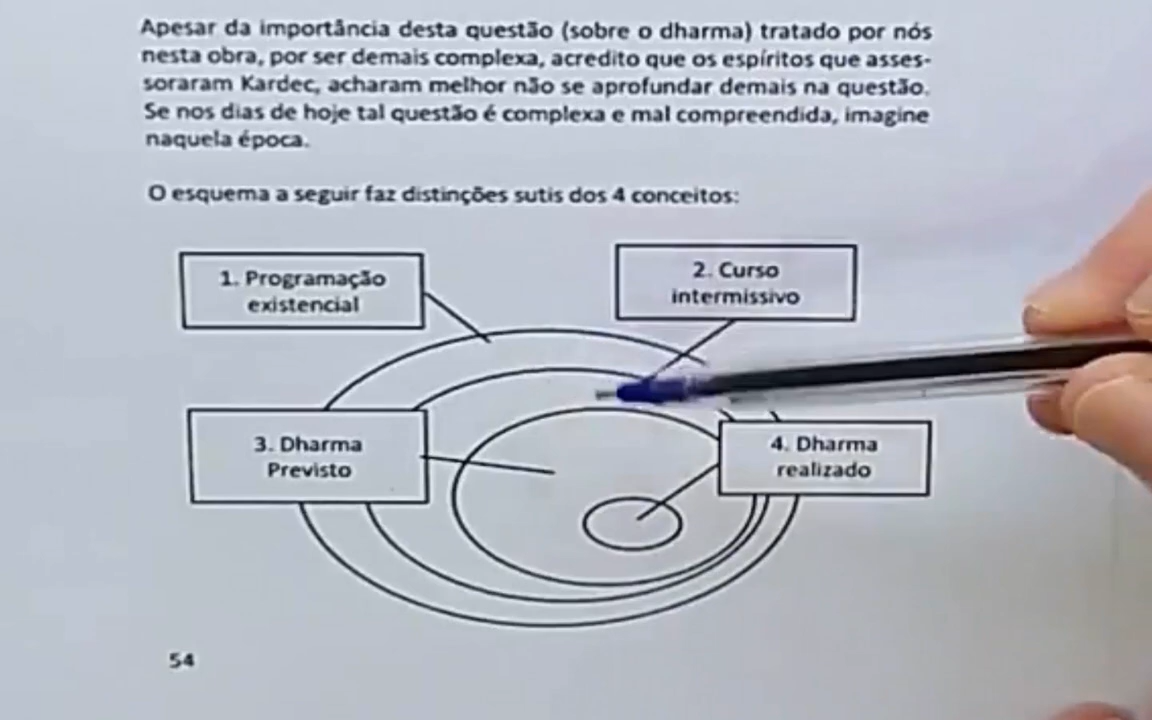 Apesar da importância desta questão (sobre o dharma) tratado por nós
nesta obra, por ser demais complexa, acredito que os espíritos que asses-
soraram Kardec, acharam melhor não se aprofundar demais na questão.
Se nos dias de hoje tal questão é complexa e mal compreendida, imagine
naquela época.
O esquema a seguir faz distinções sutis dos 4 conceitos:
1. Programação
existencial
2. Curso
intermissivo
3. Dharma
Previsto
4. Dharma
realizado
54